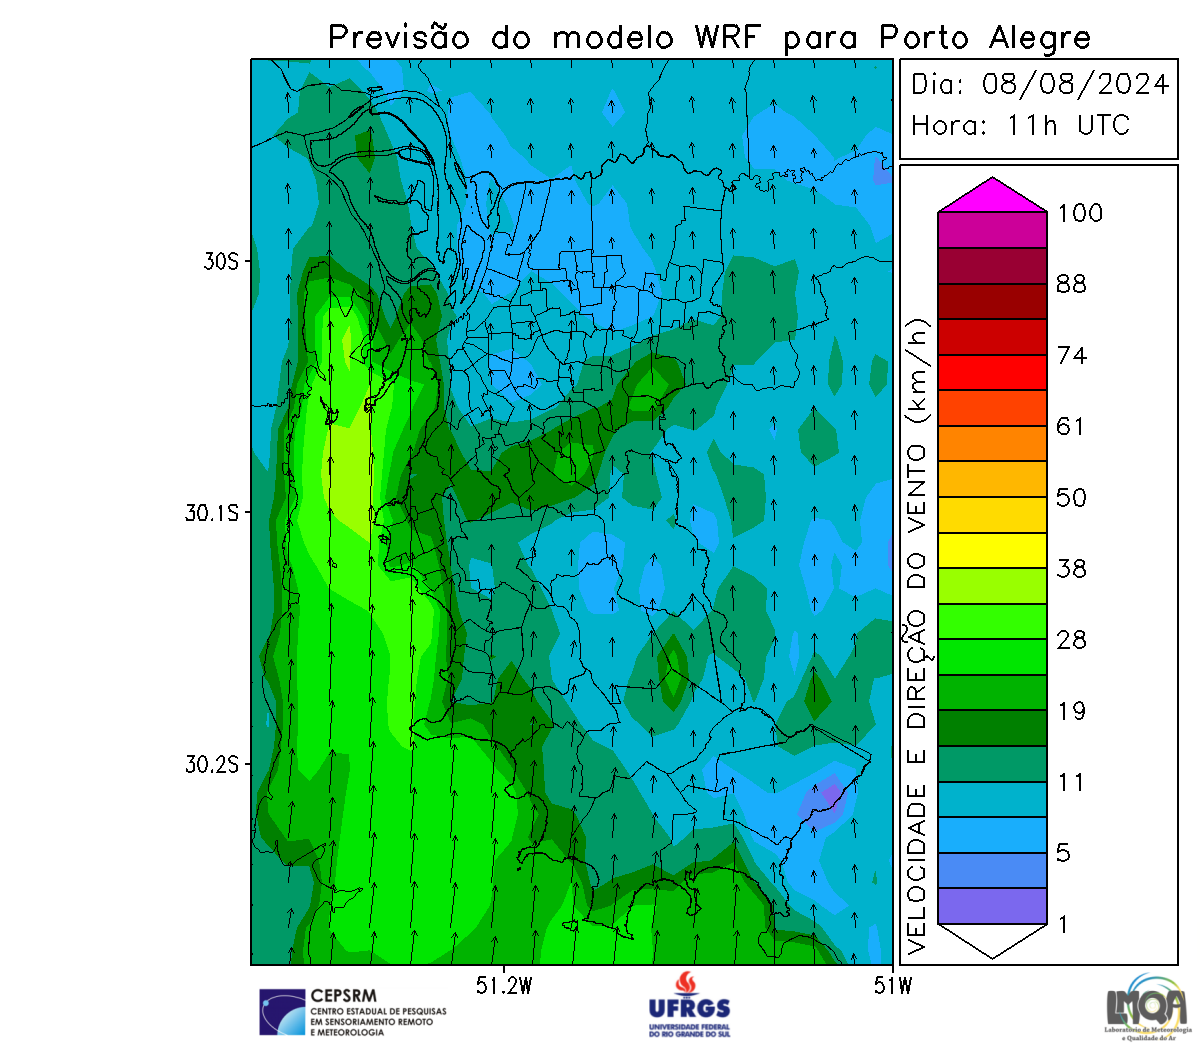 Previsão do modelo WRF para Porto Alegre
Dia: 08/08/2024
Hora: 11h UTC
30S
30.1S
30.2S
51.2W
51W
VELOCIDADE E DIREÇÃO DO VENTO (km/h)
100
88
74
61
50
38
28
19
11
5
1
CEPSRM
CENTRO ESTADUAL DE PESQUISAS
EM SENSORIAMENTO REMOTO
E METEOROLOGIA
UFRGS
UNIVERSIDADE FEDERAL
DO RIO GRANDE DO SUL
LMQA
Laboratório de Meteorologia
e Qualidade do Ar